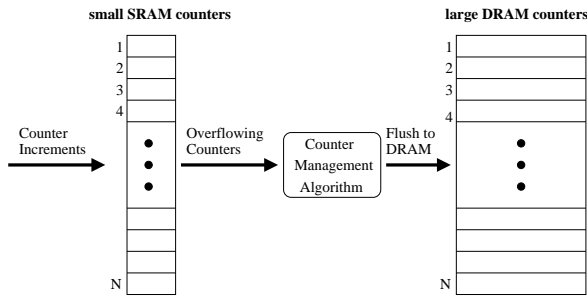 small SRAM counters
large DRAM counters
1
2
3
4
N
Counter
Increments
Overflowing
Counters
Counter
Management
Algorithm
Flush to
DRAM
1
2
3
4
N